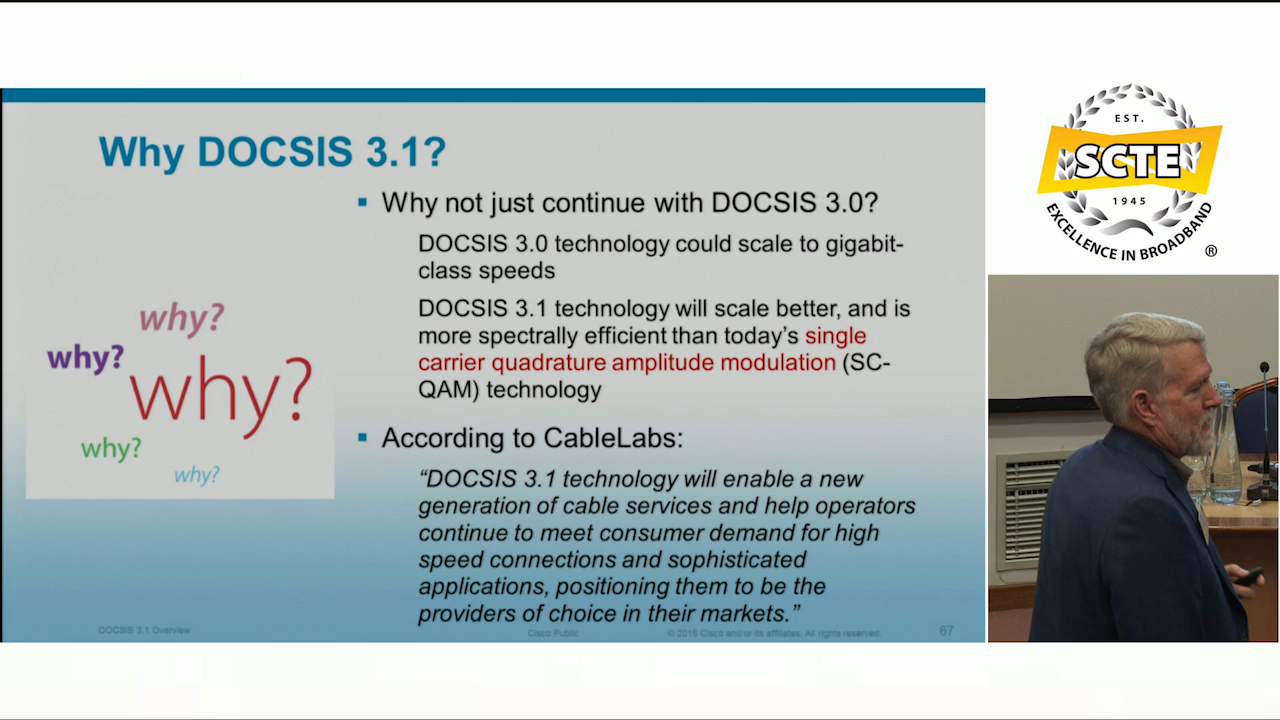 Why DOCSIS 3.1?
Why not just continue with DOCSIS 3.0?
DOCSIS 3.0 technology could scale to gigabit-
class speeds
DOCSIS 3.1 technology will scale better, and is
more spectrally efficient than today's single
carrier quadrature amplitude modulation (SC-
QAM) technology
According to CableLabs:
“DOCSIS 3.1 technology will enable a new
generation of cable services and help operators
continue to meet consumer demand for high
speed connections and sophisticated
applications, positioning them to be the
providers of choice in their markets.”
why?
why?
why?
why?
why?
DOCSIS 3.1 Overview
Cisco Public
© 2016 Cisco and/or its affiliates. All rights reserved.
67
EST.
SCTE
1945
EXCELLENCE IN BROADBAND
®